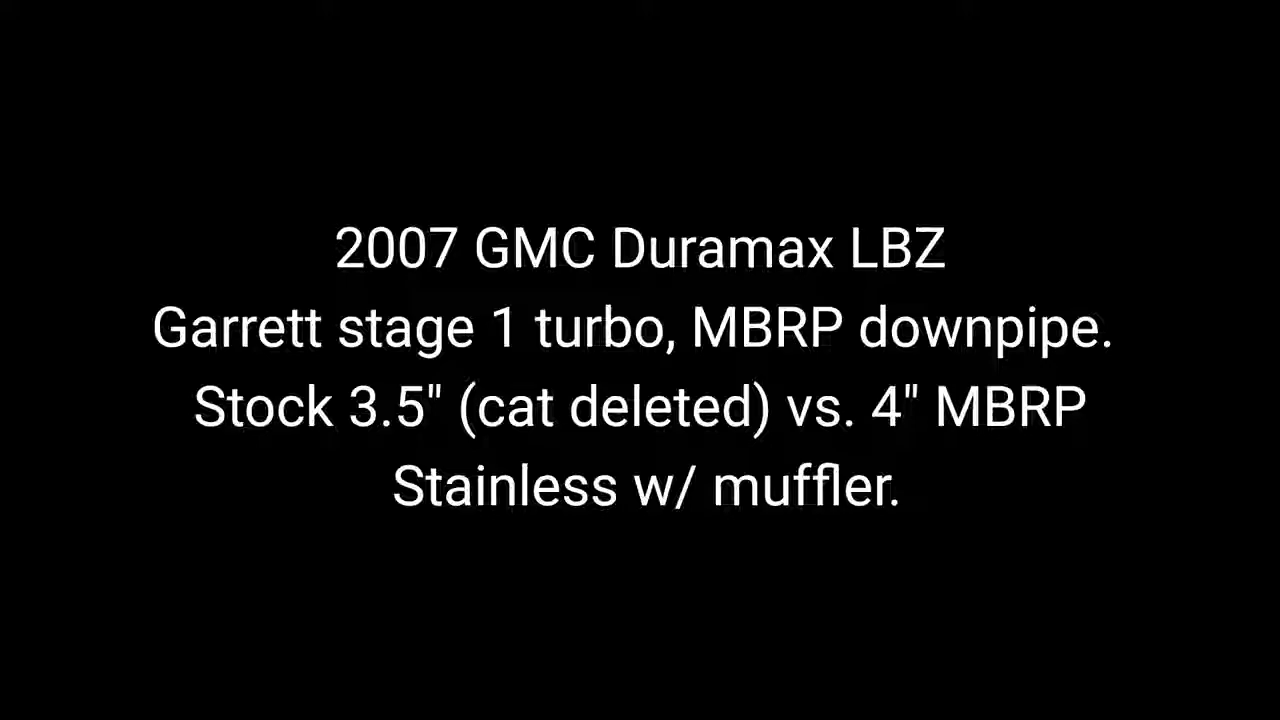 2007 GMC Duramax LBZ
Garrett stage 1 turbo, MBRP downpipe.
Stock 3.5" (cat deleted) vs. 4" MBRP
Stainless w/ muffler.